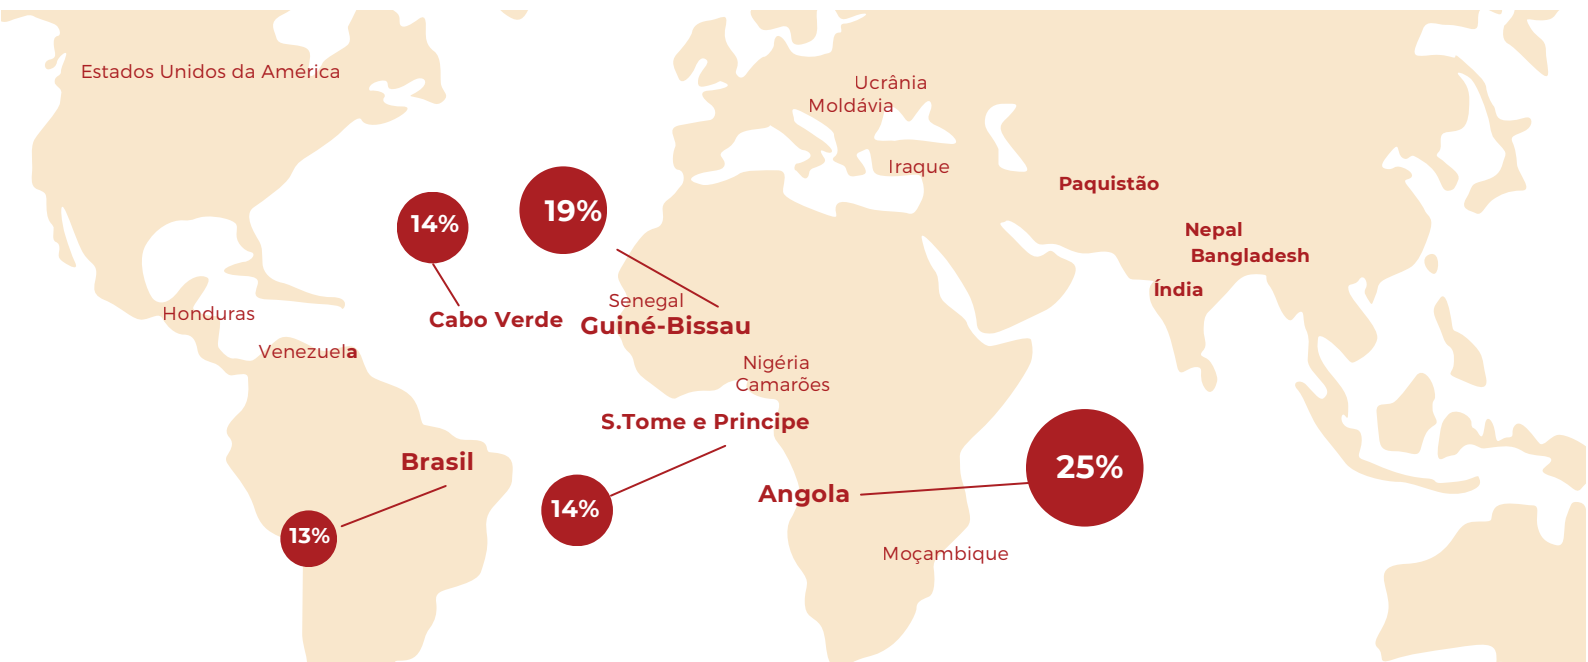 Estados Unidos da América
Ucrânia
Moldávia
Iraque
Paquistão
19%
14%
Nepal
Bangladesh
Índia
Senegal
Honduras
Cabo Verde
Guiné-Bissau
Venezuela
Nigéria
Camarões
S.Tome e Principe
Brasil
25%
Angola
14%
13%
Moçambique